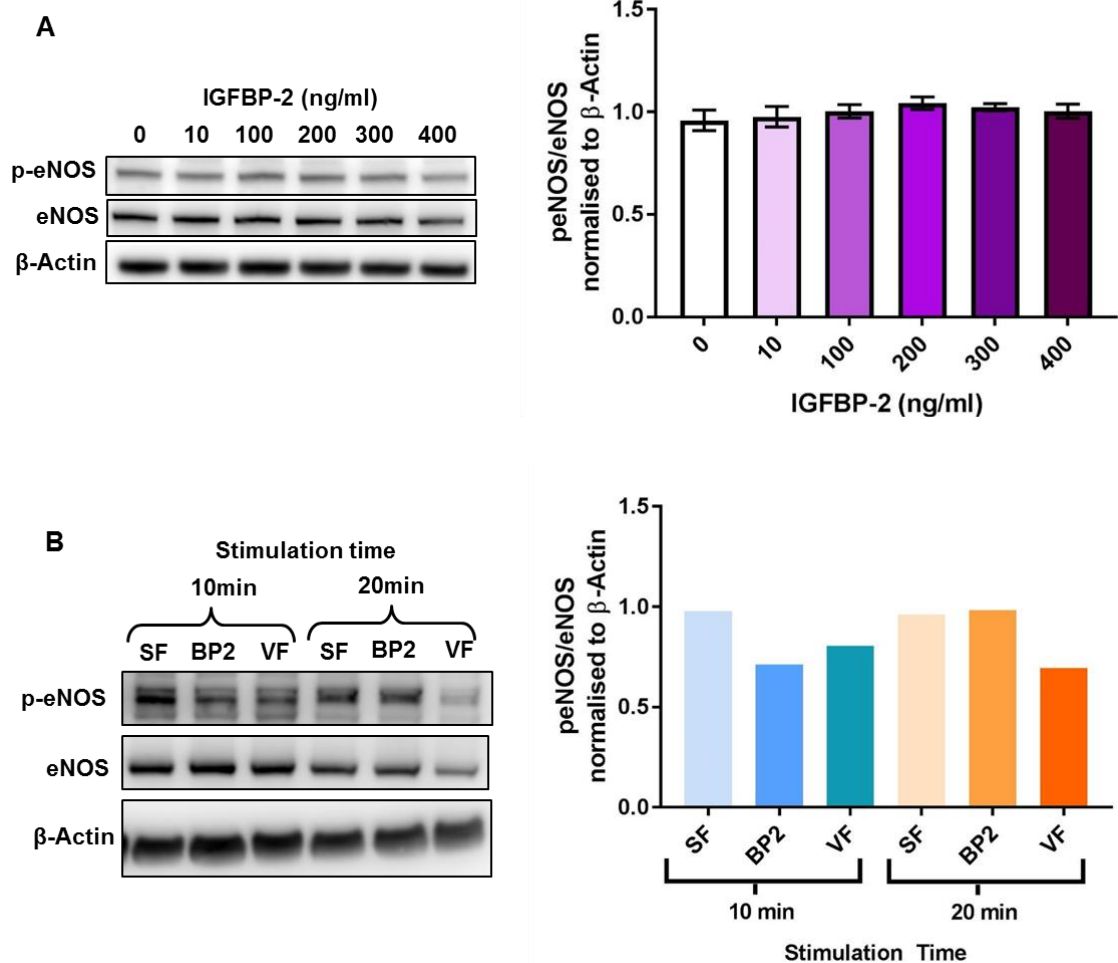 A
IGFBP-2 (ng/ml)
0 10 100 200 300 400
p-eNOS
eNOS
β-Actin
peNOS/eNOS
normalised to β-Actin
1.5
1.0
0.5
0.0
0 10 100 200 300 400
IGFBP-2 (ng/ml)
B
Stimulation time
10min 20min
SF BP2 VF SF BP2 VF
p-eNOS
eNOS
β-Actin
peNOS/eNOS
normalised to β-Actin
1.5
1.0
0.5
0.0
SF BP2 VF SF BP2 VF
10 min 20 min
Stimulation Time